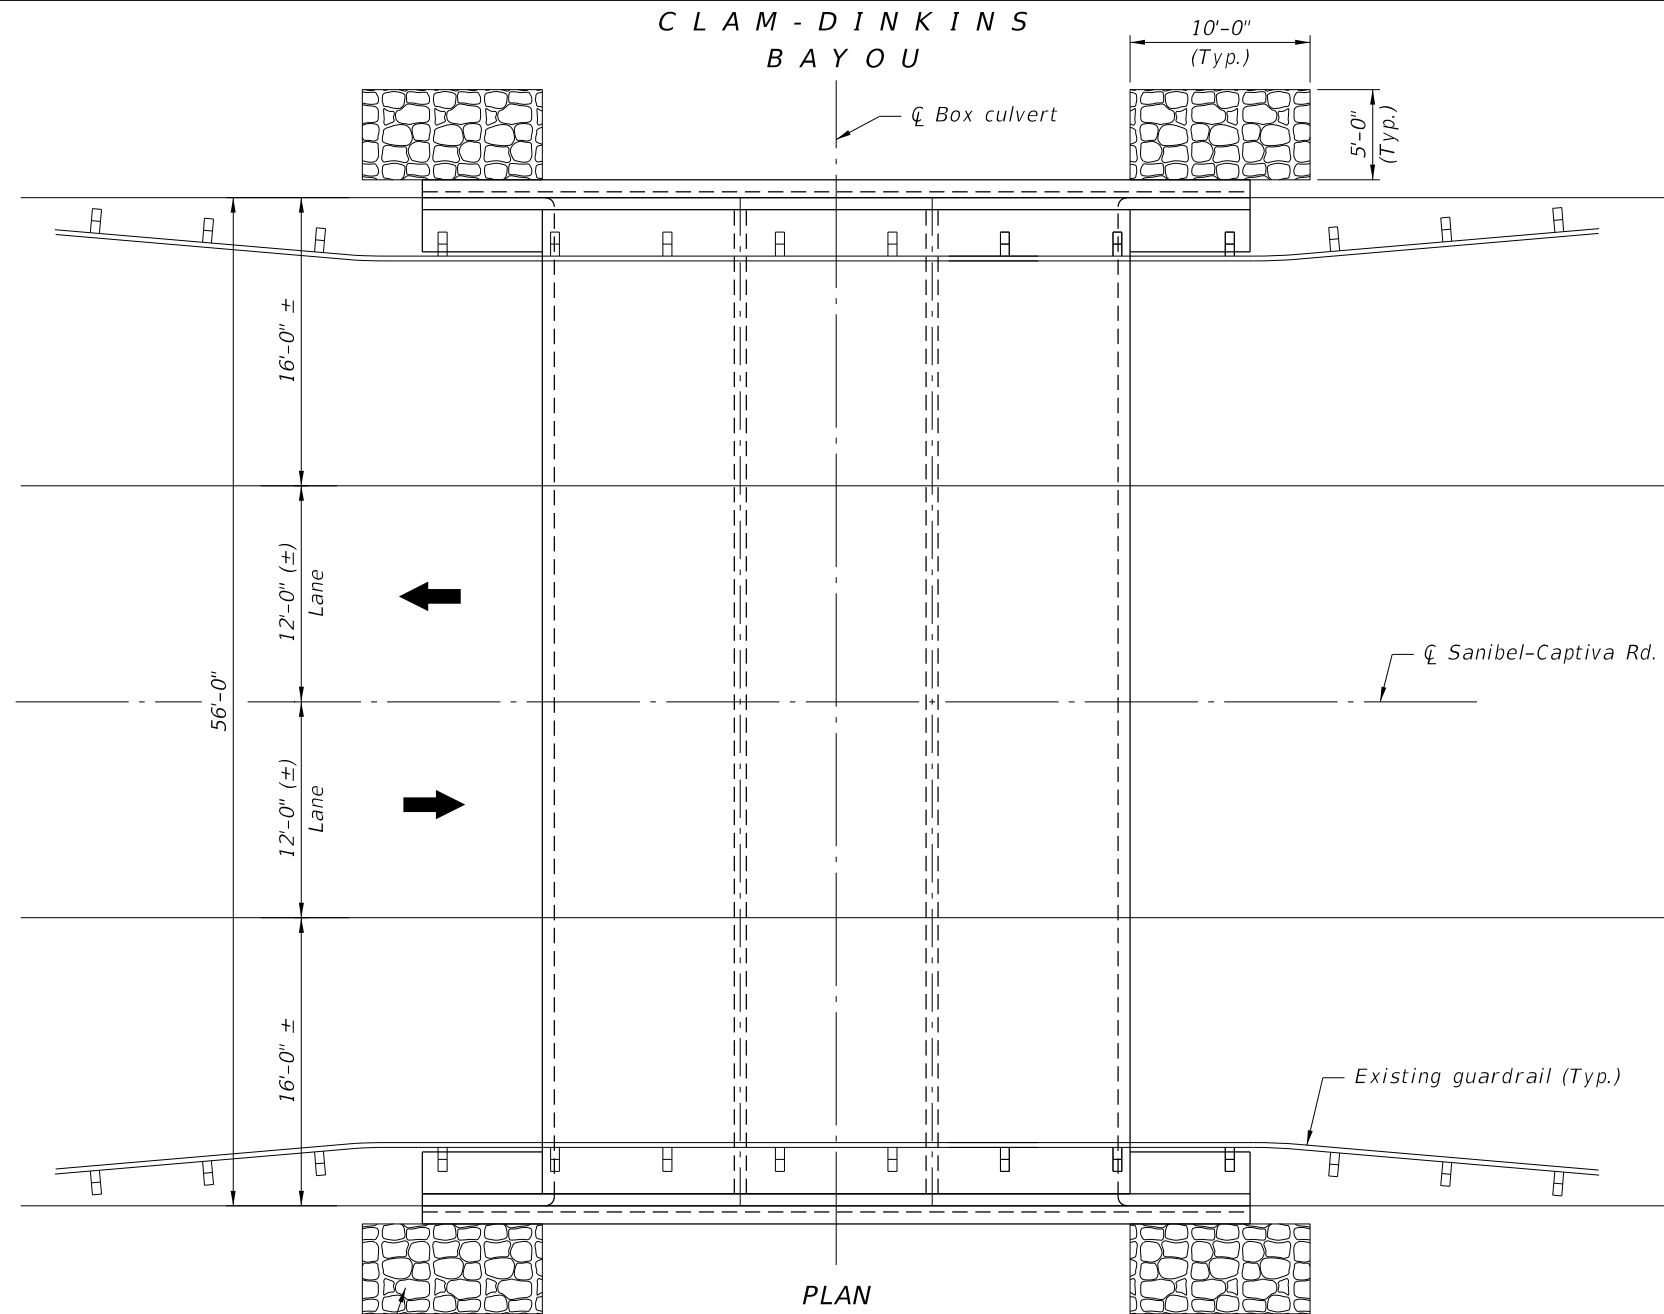 CLAM-DINKINS
BAYOU
10'-0"
(Typ.)
℄ Box culvert
5'-0"
(Typ.)
16'-0" ±
12'-0" (±)
Lane
℄ Sanibel-Captiva Rd.
56'-0"
12'-0" (±)
Lane
16'-0" ±
Existing guardrail (Typ.)
PLAN